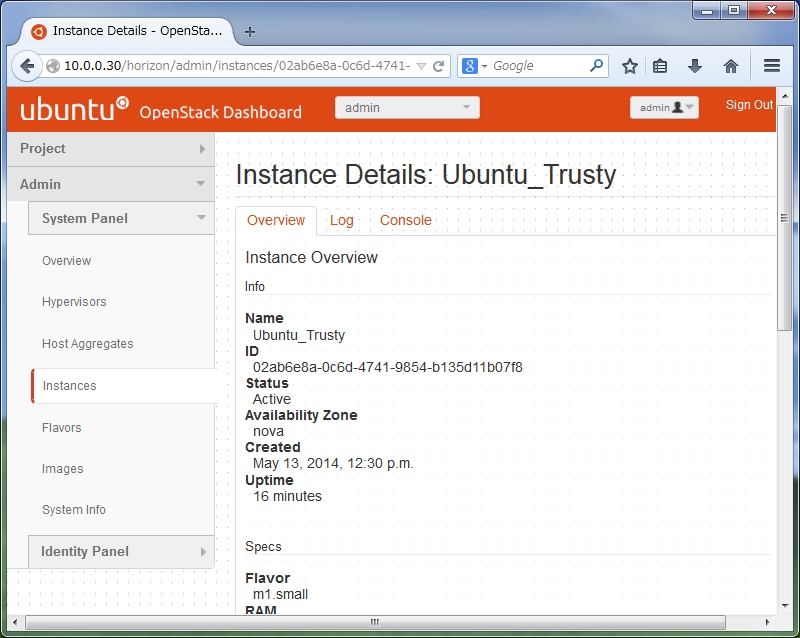 Instance Details - OpenSta...
10.0.0.30/horizon/admin/instances/02ab6e8a-0c6d-4741-
Google
ubuntu OpenStack Dashboard
admin
admin
Sign Out
Project
Admin
System Panel
Overview
Hypervisors
Host Aggregates
Instances
Flavors
Images
System Info
Identity Panel
Instance Details: Ubuntu_Trusty
Overview Log Console
Instance Overview
Info
Name
Ubuntu_Trusty
ID
02ab6e8a-0c6d-4741-9854-b135d11b07f8
Status
Active
Availability Zone
nova
Created
May 13, 2014, 12:30 p.m.
Uptime
16 minutes
Specs
Flavor
m1.small
RAM